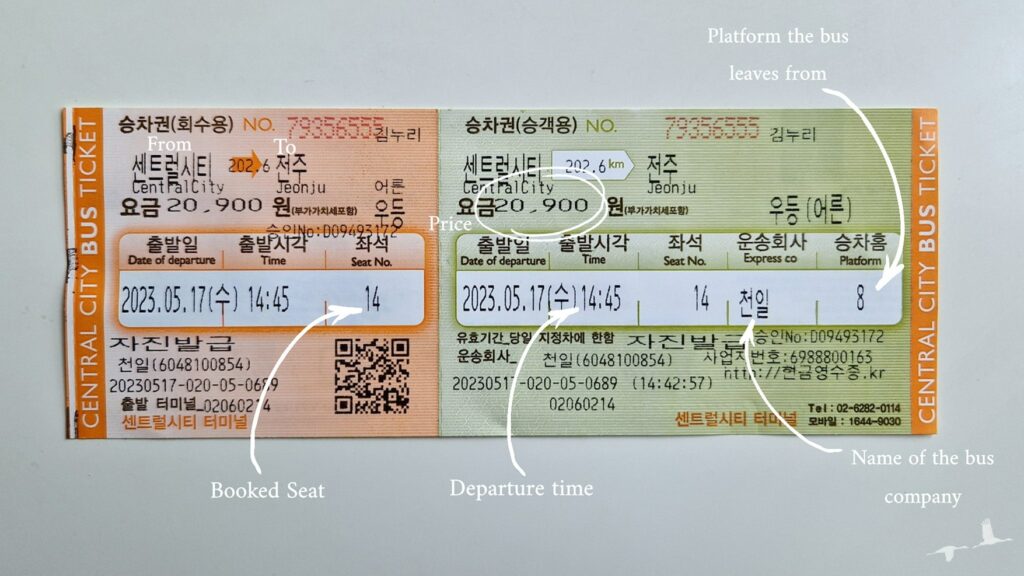 Platform the bus
leaves from
CENTRAL CITY BUS TICKET
승차권(회수용) NO. 79356555
김누리
From To
센트럴시티 202.6 전주
CentralCity Jeonju 어른
요금 20,900 원(부가가치세포함) 우등
승인No:D09493172
출발일 출발시각 좌석
Date of departure Time Seat No.
2023.05.17(수) 14:45 14
천일(6048100854)
20230517-020-05-0689
출발 터미널_02060214
센트럴시티 터미널
승차권(승객용) NO. 79356555 김누리
센트럴시티 202.6 km 전주
CentralCity Jeonju
Price
요금 20,900 원(부가가치세포함) 우등 (어른)
출발일 출발시각 좌석 운송회사 승차홈
Date of departure Time Seat No. Express co Platform
2023.05.17(수) 14:45 14 천일 8
유효기간_당일 지정차에 한함 승인No:D09493172
운송회사_ 천일(6048100854) 사업자번호:6988800163
20230517-020-05-0689 (14:42:57) http://현금영수증.kr
02060214
센트럴시티 터미널
Tel : 02-6282-0114
모바일 : 1644-9030
CENTRAL CITY BUS TICKET
Booked Seat
Departure time
Name of the bus
company